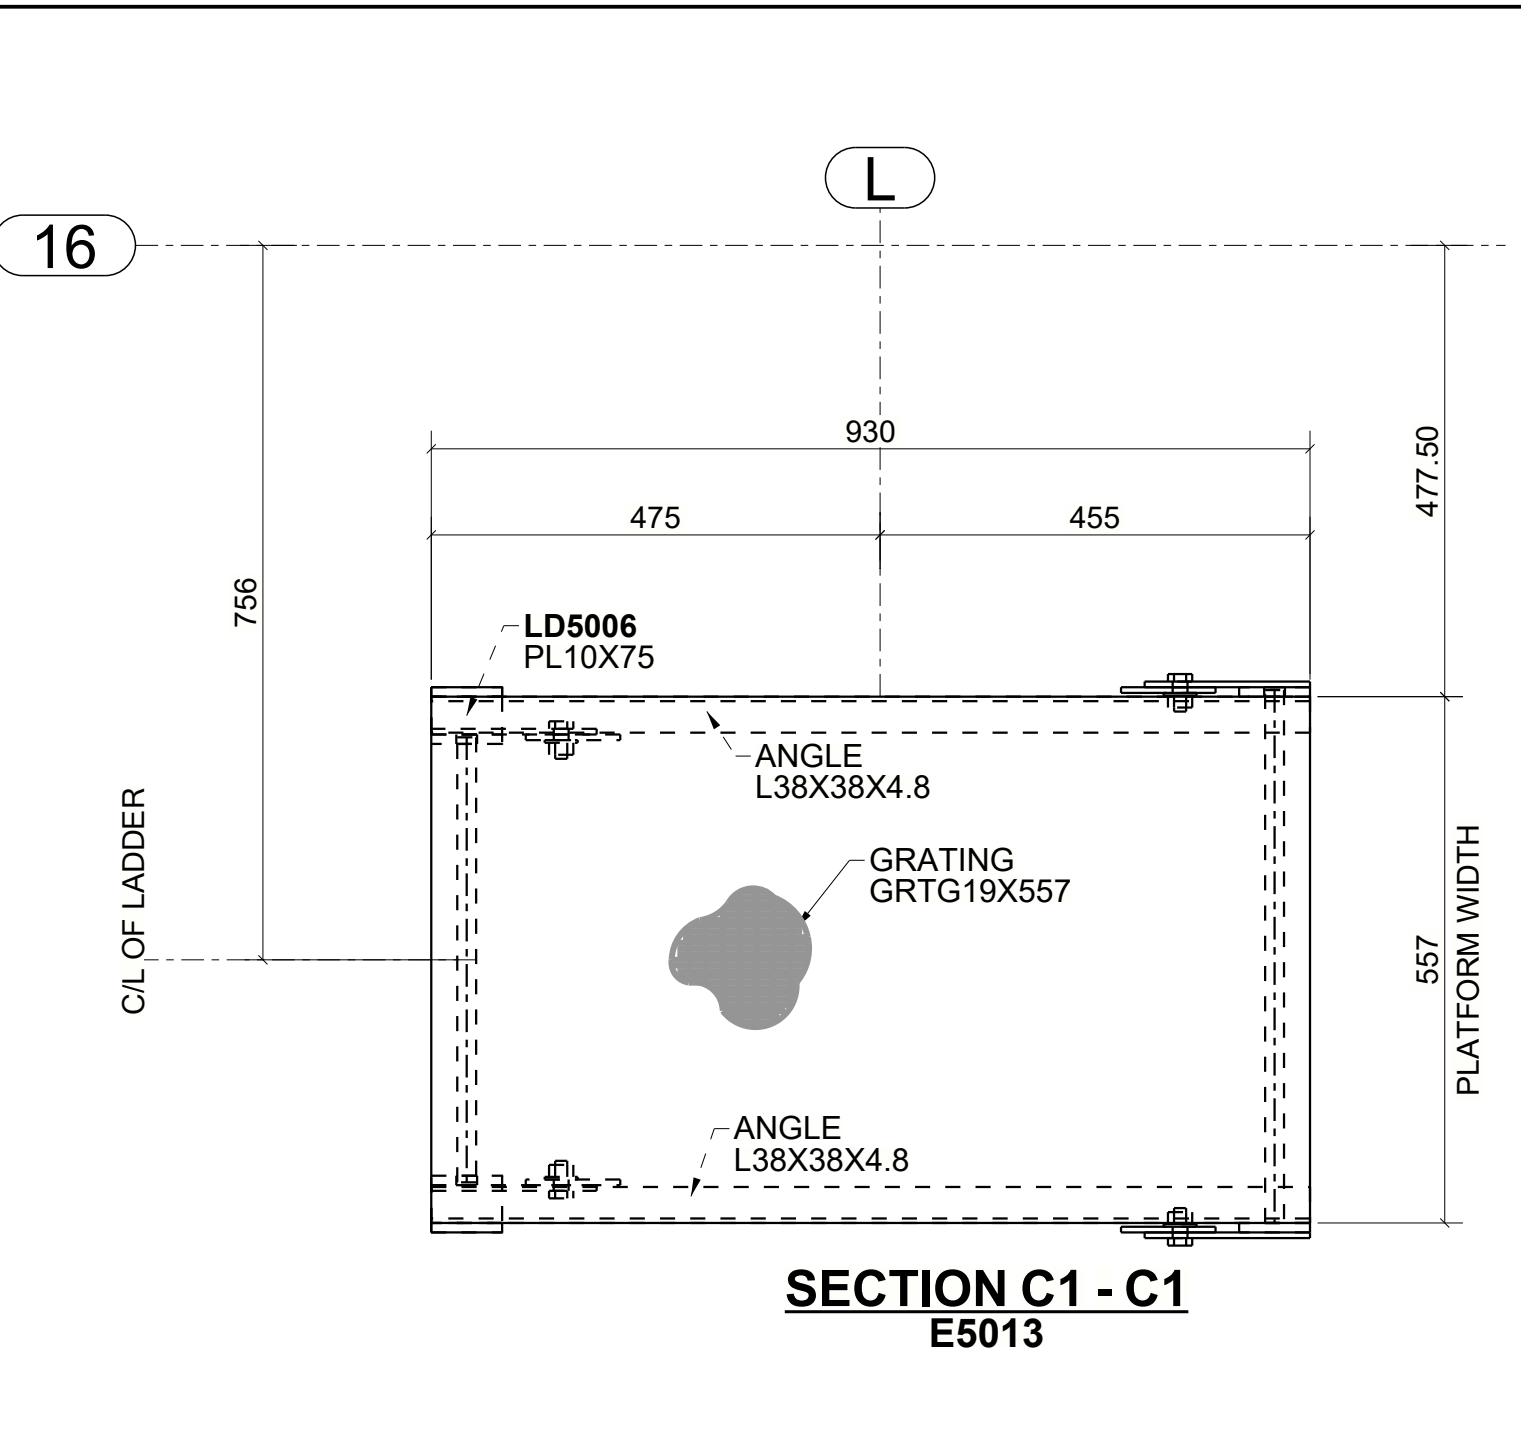 L
16
930
477.50
475
455
756
LD5006
PL10X75
ANGLE
L38X38X4.8
C/L OF LADDER
GRATING
GRTG19X557
557
PLATFORM WIDTH
ANGLE
L38X38X4.8
SECTION C1 - C1
E5013